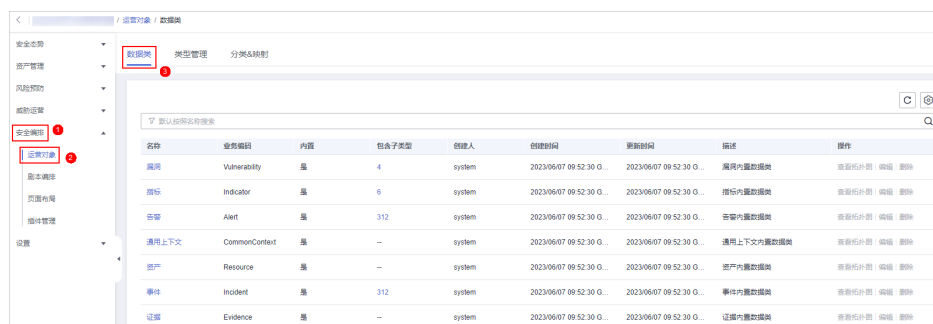 / 运营对象 / 数据类
安全态势
资产管理
风险预防
威胁运营
安全编排 1
运营对象 2
剧本编排
页面布局
插件管理
设置
数据类 类型管理 分类&映射
3
默认按照名称搜索
名称 业务编码 内置 包含子类型 创建人 创建时间 更新时间 描述 操作
漏洞 Vulnerability 是 4 system 2023/06/07 09:52:30 G... 2023/06/07 09:52:30 G... 漏洞内置数据类 查看拓扑图 编辑 删除
指标 Indicator 是 6 system 2023/06/07 09:52:30 G... 2023/06/07 09:52:30 G... 指标内置数据类 查看拓扑图 编辑 删除
告警 Alert 是 312 system 2023/06/07 09:52:30 G... 2023/06/07 09:52:30 G... 告警内置数据类 查看拓扑图 编辑 删除
通用上下文 CommonContext 是 -- system 2023/06/07 09:52:30 G... 2023/06/07 09:52:30 G... 通用上下文内置数据类 查看拓扑图 编辑 删除
资产 Resource 是 -- system 2023/06/07 09:52:30 G... 2023/06/07 09:52:30 G... 资产内置数据类 查看拓扑图 编辑 删除
事件 Incident 是 312 system 2023/06/07 09:52:30 G... 2023/06/07 09:52:30 G... 事件内置数据类 查看拓扑图 编辑 删除
证据 Evidence 是 -- system 2023/06/07 09:52:30 G... 2023/06/07 09:52:30 G... 证据内置数据类 查看拓扑图 编辑 删除